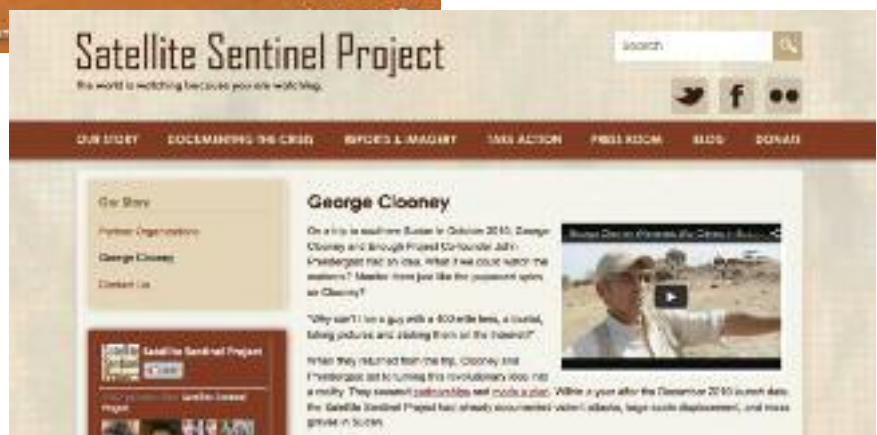 Satellite Sentinel Project
the world is watching because you are watching.
Search
OUR STORY DOCUMENTING THE CRISIS REPORTS & IMAGERY TAKE ACTION PRESS ROOM BLOG DONATE
Our Story
Partner Organizations
George Clooney
Contact Us
Satellite Sentinel Project
George Clooney
On a trip to southern Sudan in October 2010, George
Clooney and Enough Project Co-founder John
Prendergast had an idea. What if we could watch the
warlords? Monitor them just like the paparazzi spies
on Clooney?
"Why can't I be a guy with a 400-mile lens, a tourist,
taking pictures and sticking them on the Internet?"
When they returned from the trip, Clooney and
Prendergast set to turning this revolutionary idea into
a reality. They secured partnerships and made a plan. Within a year after the December 2010 launch date
the Satellite Sentinel Project had already documented violent attacks, large-scale displacement, and mass
graves in Sudan.